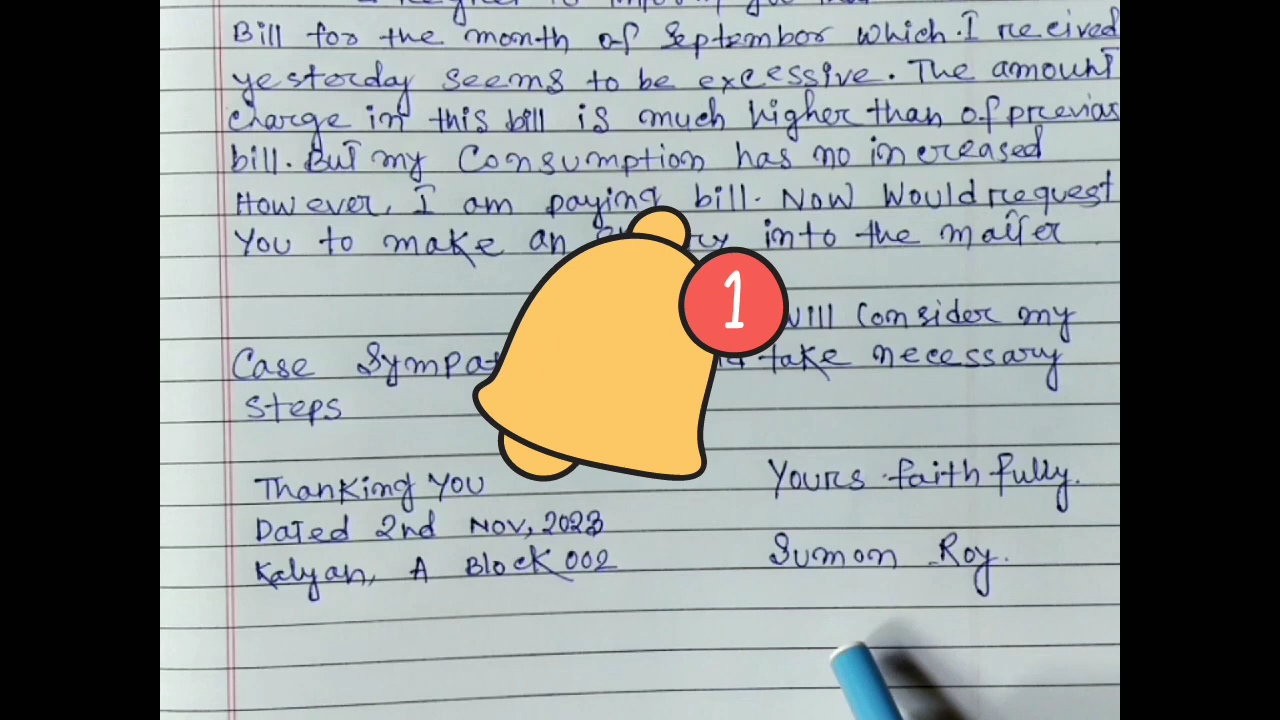 Bill for the month of September which I received
yesterday seems to be excessive. The amount
charge in this bill is much higher than of previous
bill. But my Consumption has no increased
However, I am paying bill. Now Would request
You to make an into the matter
1
will Consider my
Case take necessary
steps
Thanking You
Yours faithfully.
Dated 2nd Nov, 2023
Sumon Roy.
Kalyan, A Block 002